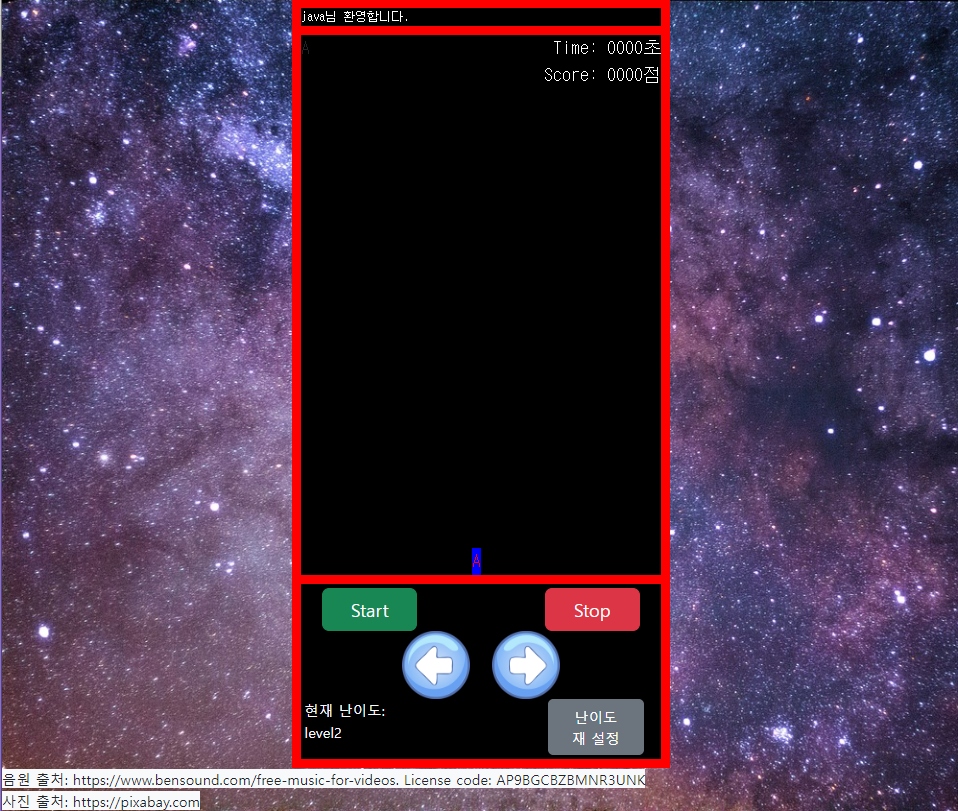 java님 환영합니다.
A
Time: 0000초
Score: 0000점
A
Start
Stop
현재 난이도:
level2
난이도
재 설정
음원 출처: https://www.bensound.com/free-music-for-videos. License code: AP9BGCBZBMNR3UNK
사진 출처: https://pixabay.com